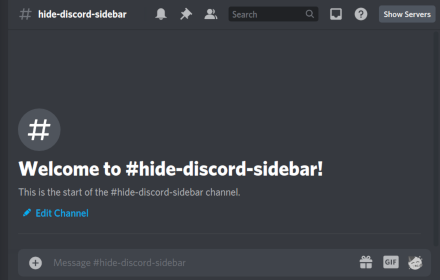 hide-discord-sidebar
Search
Show Servers
Welcome to #hide-discord-sidebar!
This is the start of the #hide-discord-sidebar channel.
Edit Channel
Message #hide-discord-sidebar
GIF